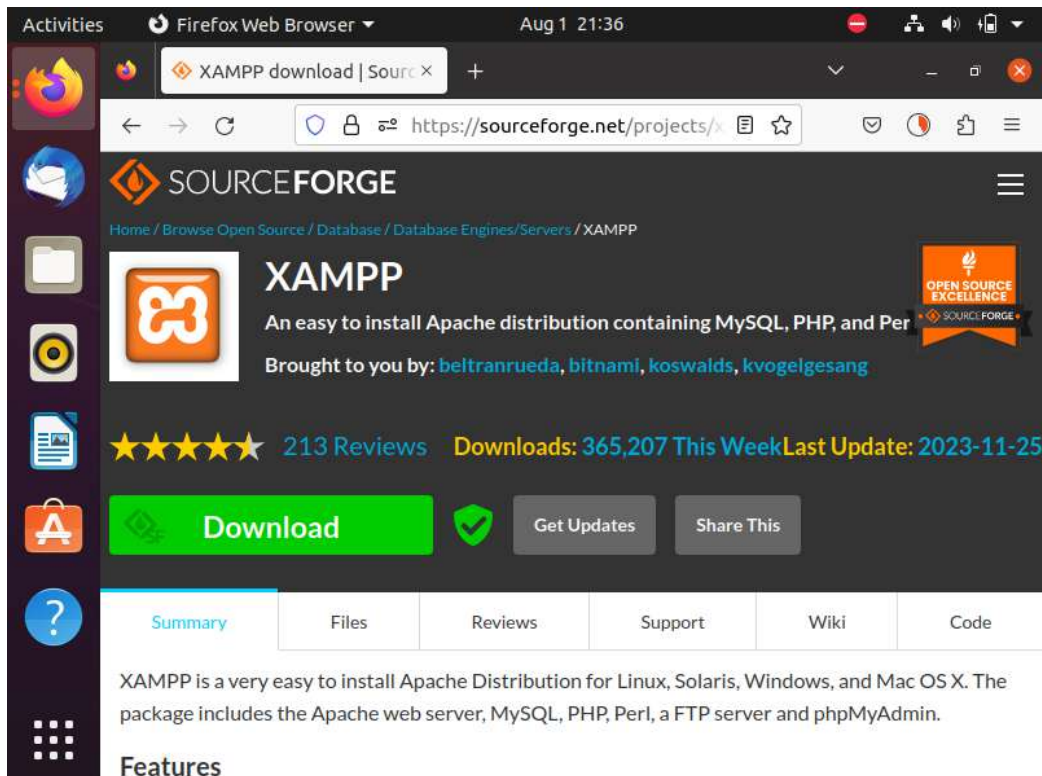 Activities Firefox Web Browser Aug 1 21:36
XAMPP download | Sourc
https://sourceforge.net/projects/x
SOURCEFORGE
Home / Browse Open Source / Database / Database Engines/Servers / XAMPP
XAMPP
OPEN SOURCE
EXCELLENCE
SOURCEFORGE
An easy to install Apache distribution containing MySQL, PHP, and Per
Brought to you by: beltranrueda, bitnami, koswalds, kvogelgesang
213 Reviews Downloads: 365,207 This Week Last Update: 2023-11-25
SF Download Get Updates Share This
Summary Files Reviews Support Wiki Code
XAMPP is a very easy to install Apache Distribution for Linux, Solaris, Windows, and Mac OS X. The
package includes the Apache web server, MySQL, PHP, Perl, a FTP server and phpMyAdmin.
Features